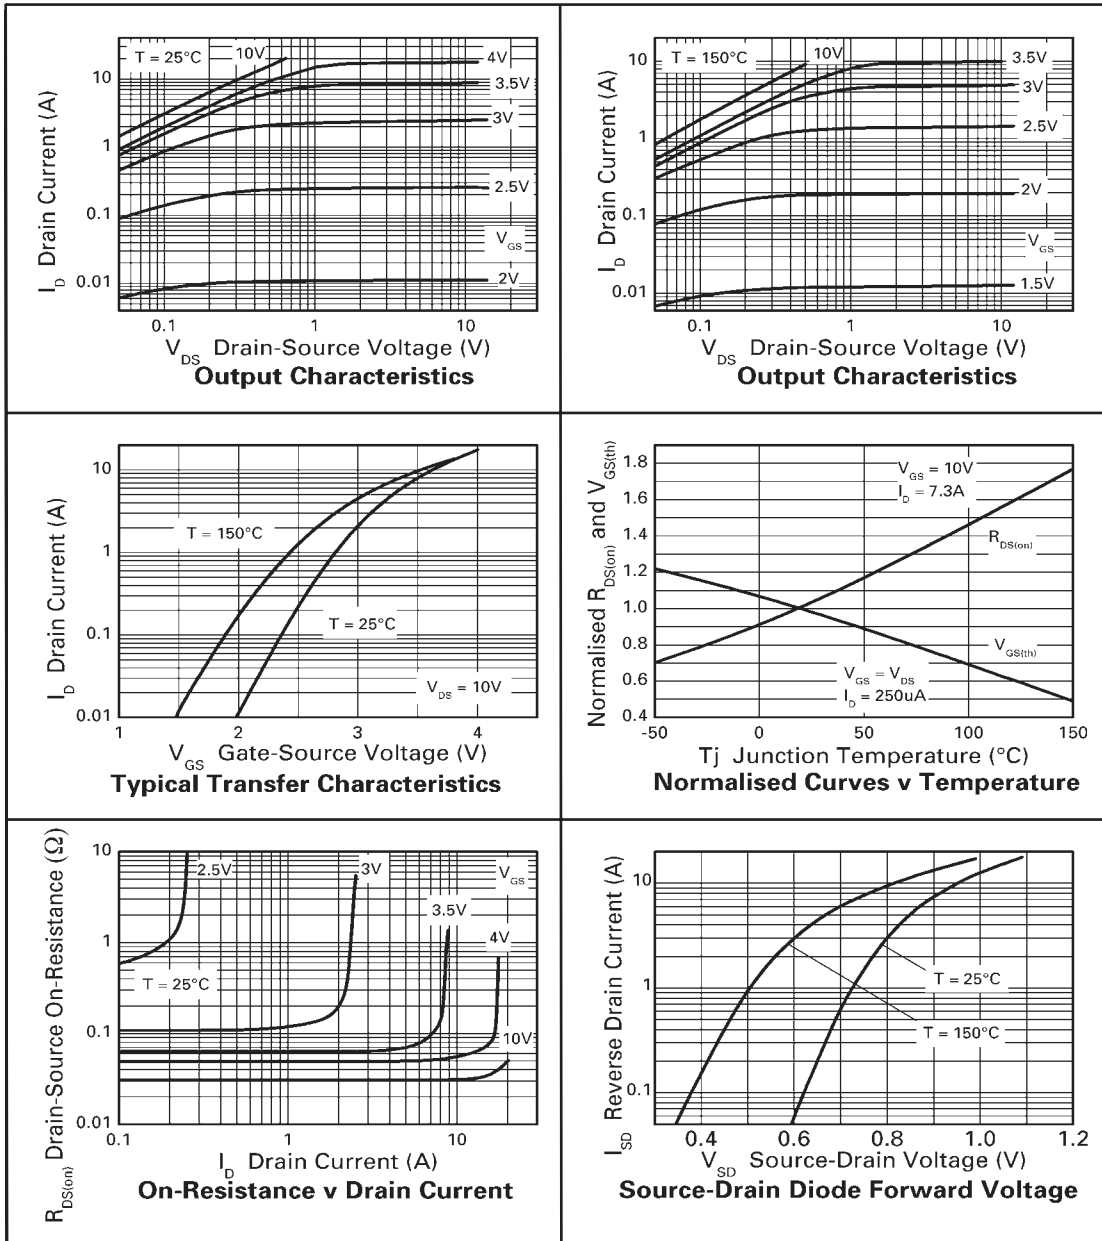 T = 25°C
10V
4V
3.5V
3V
2.5V
V_GS
2V
10
1
0.1
0.01
I_D Drain Current (A)
0.1
1
10
V_DS Drain-Source Voltage (V)
Output Characteristics
T = 150°C
10V
3.5V
3V
2.5V
2V
V_GS
1.5V
10
1
0.1
0.01
I_D Drain Current (A)
0.1
1
10
V_DS Drain-Source Voltage (V)
Output Characteristics
T = 150°C
T = 25°C
V_DS = 10V
10
1
0.1
0.01
I_D Drain Current (A)
1
2
3
4
V_GS Gate-Source Voltage (V)
Typical Transfer Characteristics
V_GS = 10V
I_D = 7.3A
R_DS(on)
V_GS(th)
V_GS = V_DS
I_D = 250uA
1.8
1.6
1.4
1.2
1.0
0.8
0.6
0.4
Normalised R_DS(on) and V_GS(th)
-50
0
50
100
150
Tj Junction Temperature (°C)
Normalised Curves v Temperature
2.5V
3V
V_GS
3.5V
4V
T = 25°C
10V
10
1
0.1
0.01
R_DS(on) Drain-Source On-Resistance (Ω)
0.1
1
10
I_D Drain Current (A)
On-Resistance v Drain Current
T = 25°C
T = 150°C
10
1
0.1
I_SD Reverse Drain Current (A)
0.4
0.6
0.8
1.0
1.2
V_SD Source-Drain Voltage (V)
Source-Drain Diode Forward Voltage